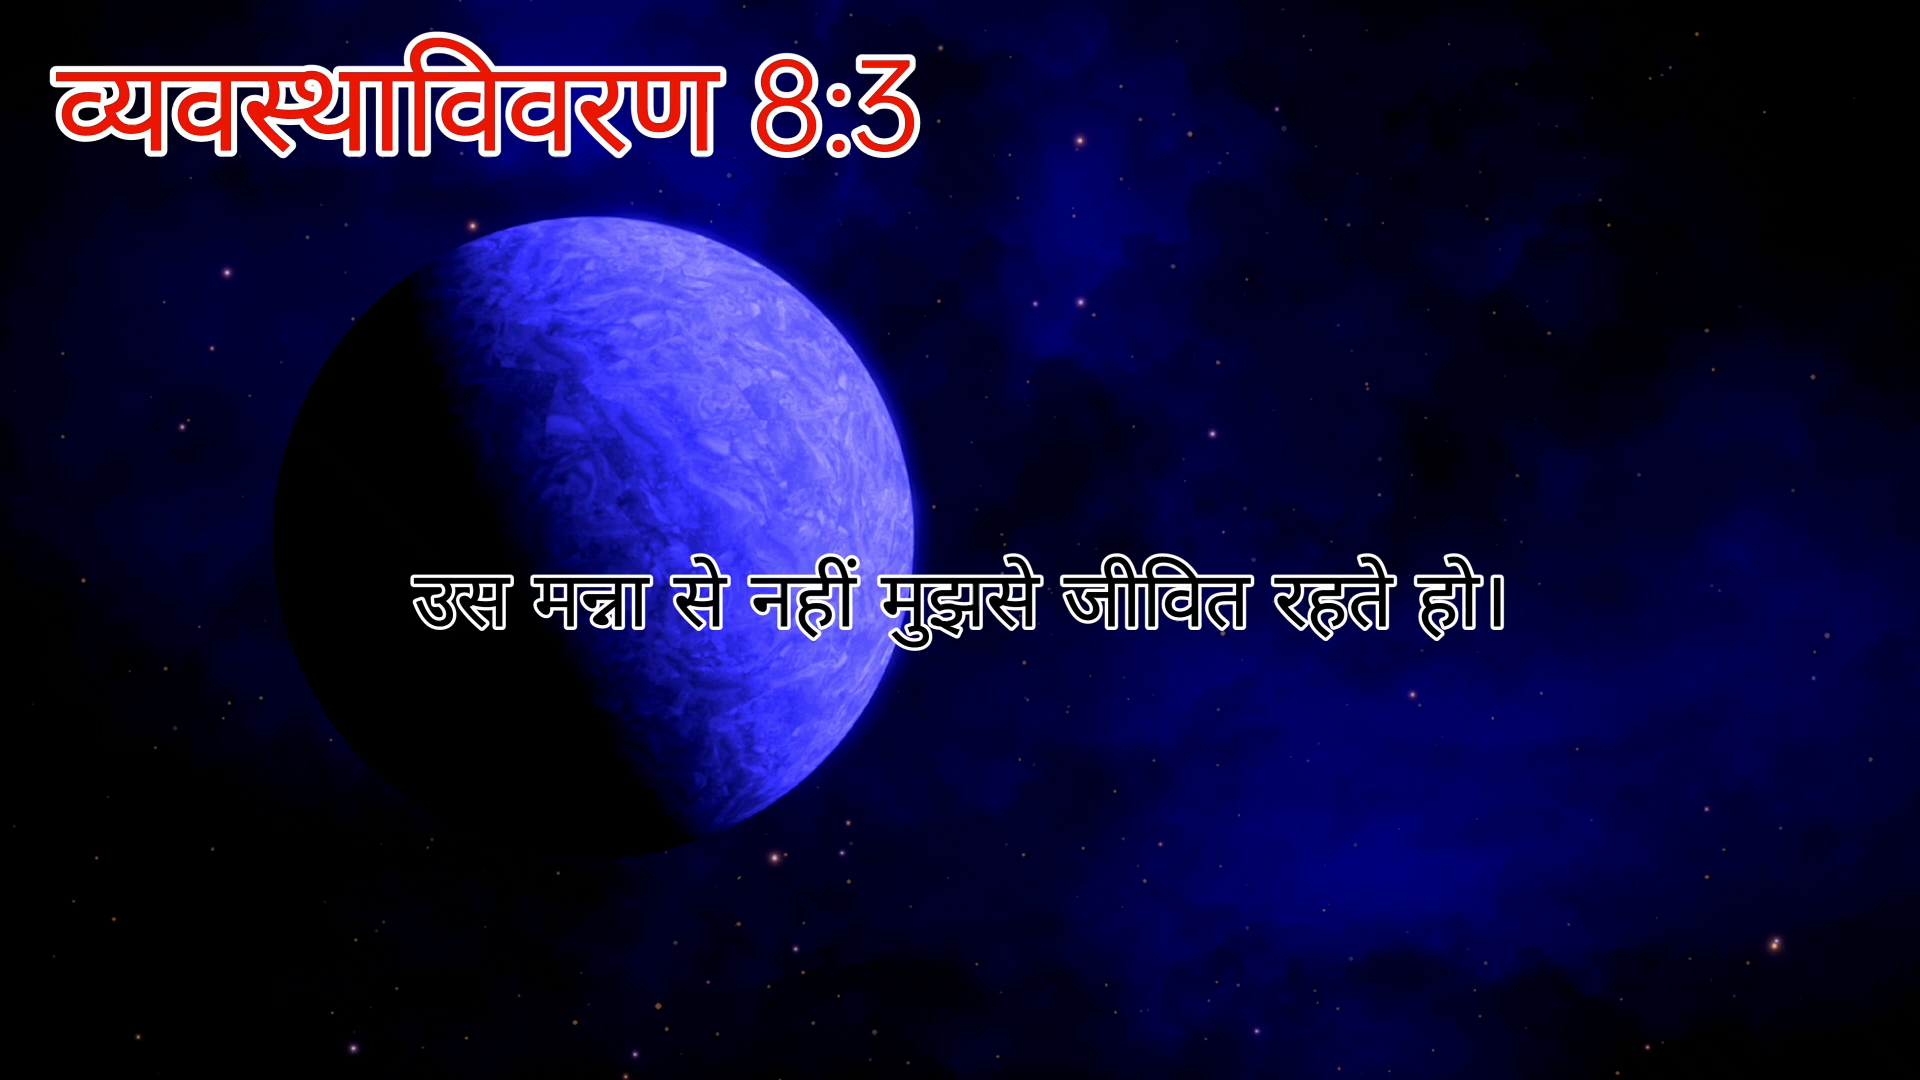 व्यवस्थाविवरण 8:3
उस मन्ना से नहीं मुझसे जीवित रहते हो।